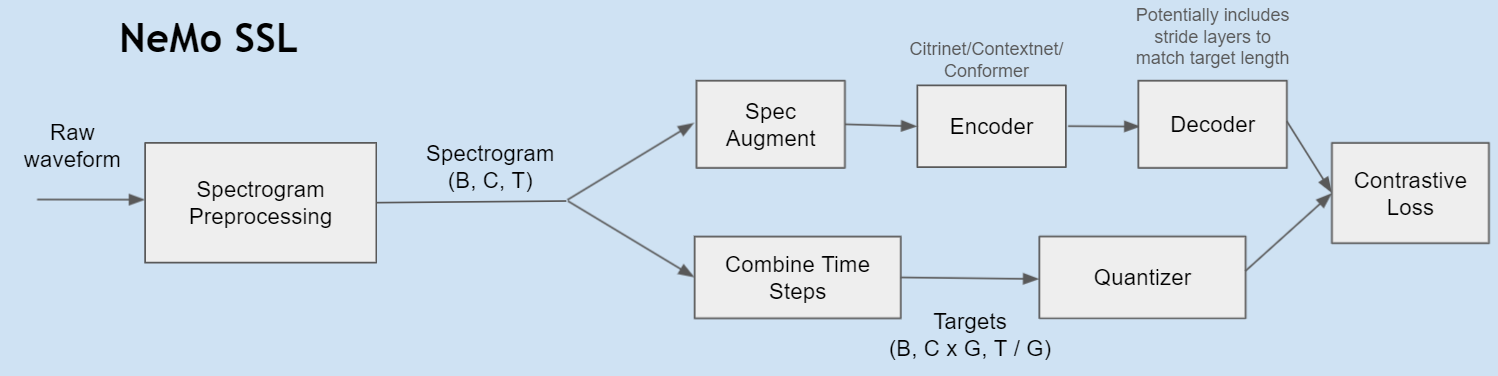 NeMo SSL
Raw
waveform
Spectrogram
Preprocessing
Spectrogram
(B, C, T)
Spec
Augment
Citrinet/Contextnet/
Conformer
Encoder
Potentially includes
stride layers to
match target length
Decoder
Combine Time
Steps
Targets
(B, C x G, T / G)
Quantizer
Contrastive
Loss